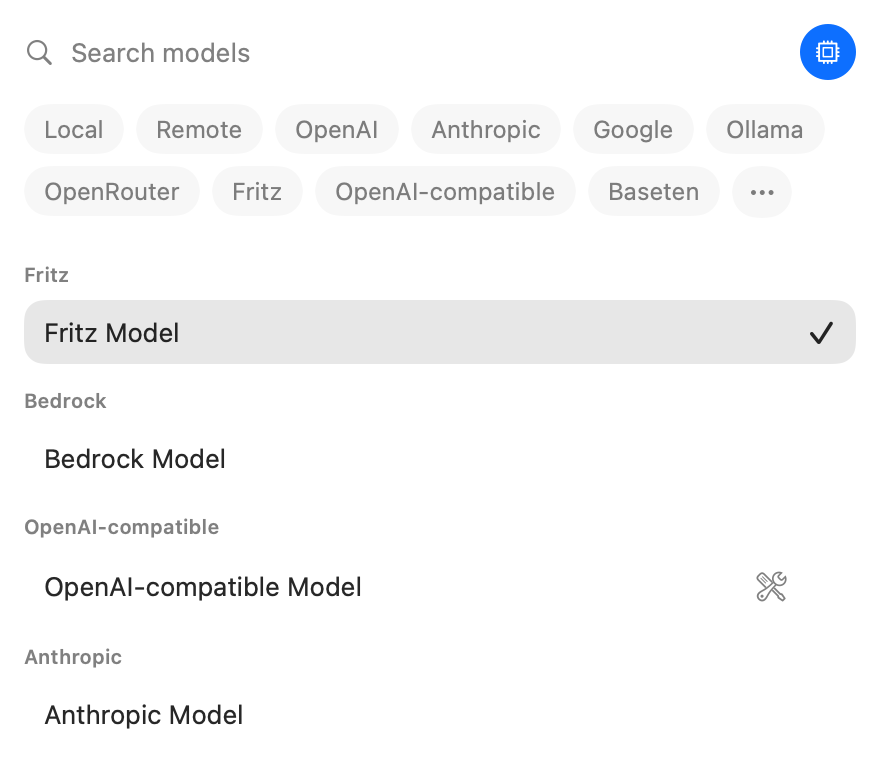 Search models
Local Remote OpenAI Anthropic Google Ollama
OpenRouter Fritz OpenAI-compatible Baseten ···
Fritz
Fritz Model
Bedrock
Bedrock Model
OpenAI-compatible
OpenAI-compatible Model
Anthropic
Anthropic Model